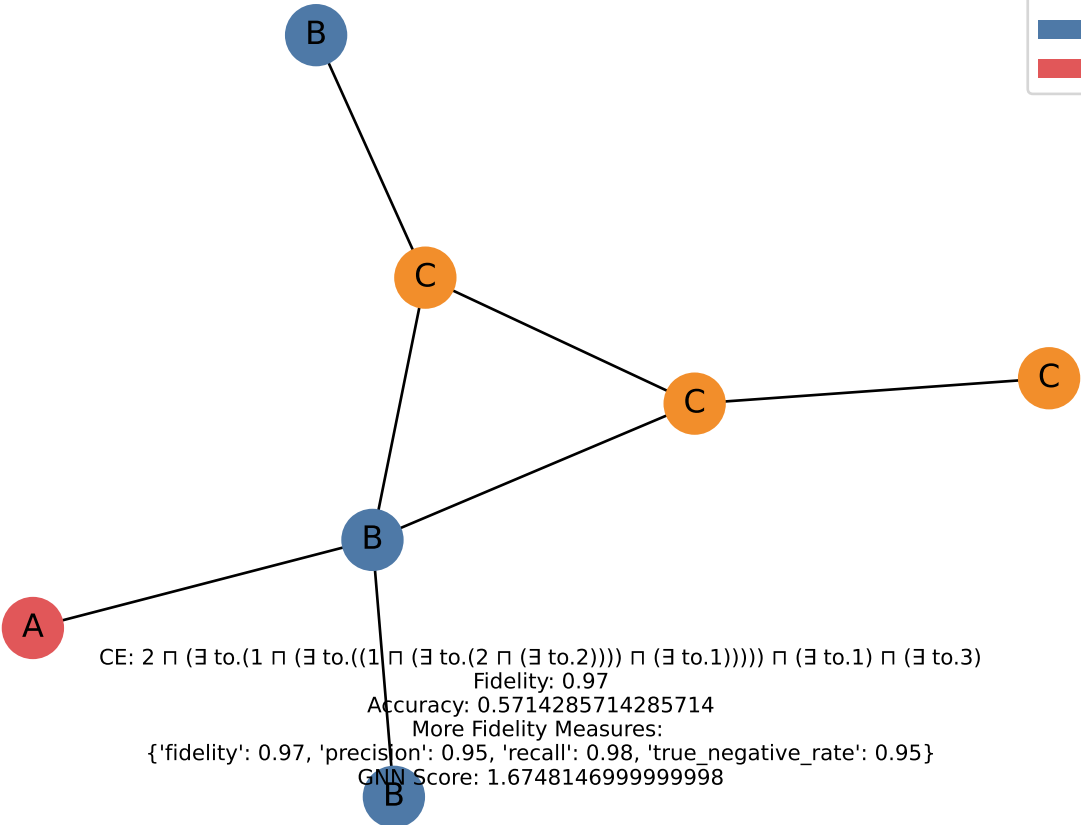 B
C
C
C
B
A
CE: 2 ⊓ (∃ to.(1 ⊓ (∃ to.((1 ⊓ (∃ to.(2 ⊓ (∃ to.2)))) ⊓ (∃ to.1))))) ⊓ (∃ to.1) ⊓ (∃ to.3)
Fidelity: 0.97
Accuracy: 0.5714285714285714
More Fidelity Measures:
{'fidelity': 0.97, 'precision': 0.95, 'recall': 0.98, 'true_negative_rate': 0.95}
GNN Score: 1.6748146999999998
B